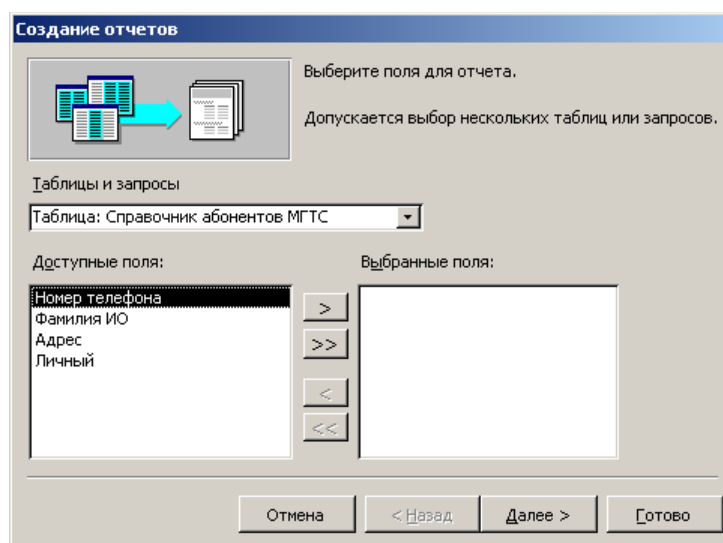 Создание отчетов
Выберите поля для отчета.
Допускается выбор нескольких таблиц или запросов.
Таблицы и запросы
Таблица: Справочник абонентов МГТС
Доступные поля:
Выбранные поля:
Номер телефона
Фамилия ИО
Адрес
Личный
>
>>
<
<<
Отмена
< Назад
Далее >
Готово